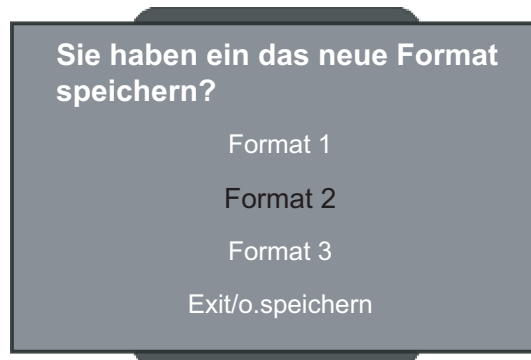 Sie haben ein das neue Format
speichern?
Format 1
Format 2
Format 3
Exit/o.speichern